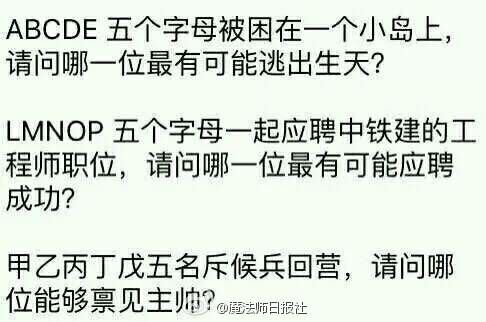 ABCDE 五个字母被困在一个小岛上，
请问哪一位最有可能逃出生天？
LMNOP 五个字母一起应聘中铁建的工
程师职位，请问哪一位最有可能应聘
成功？
甲乙丙丁戊五名斥候兵回营，请问哪
位能够禀见主帅？
@魔法师日报社